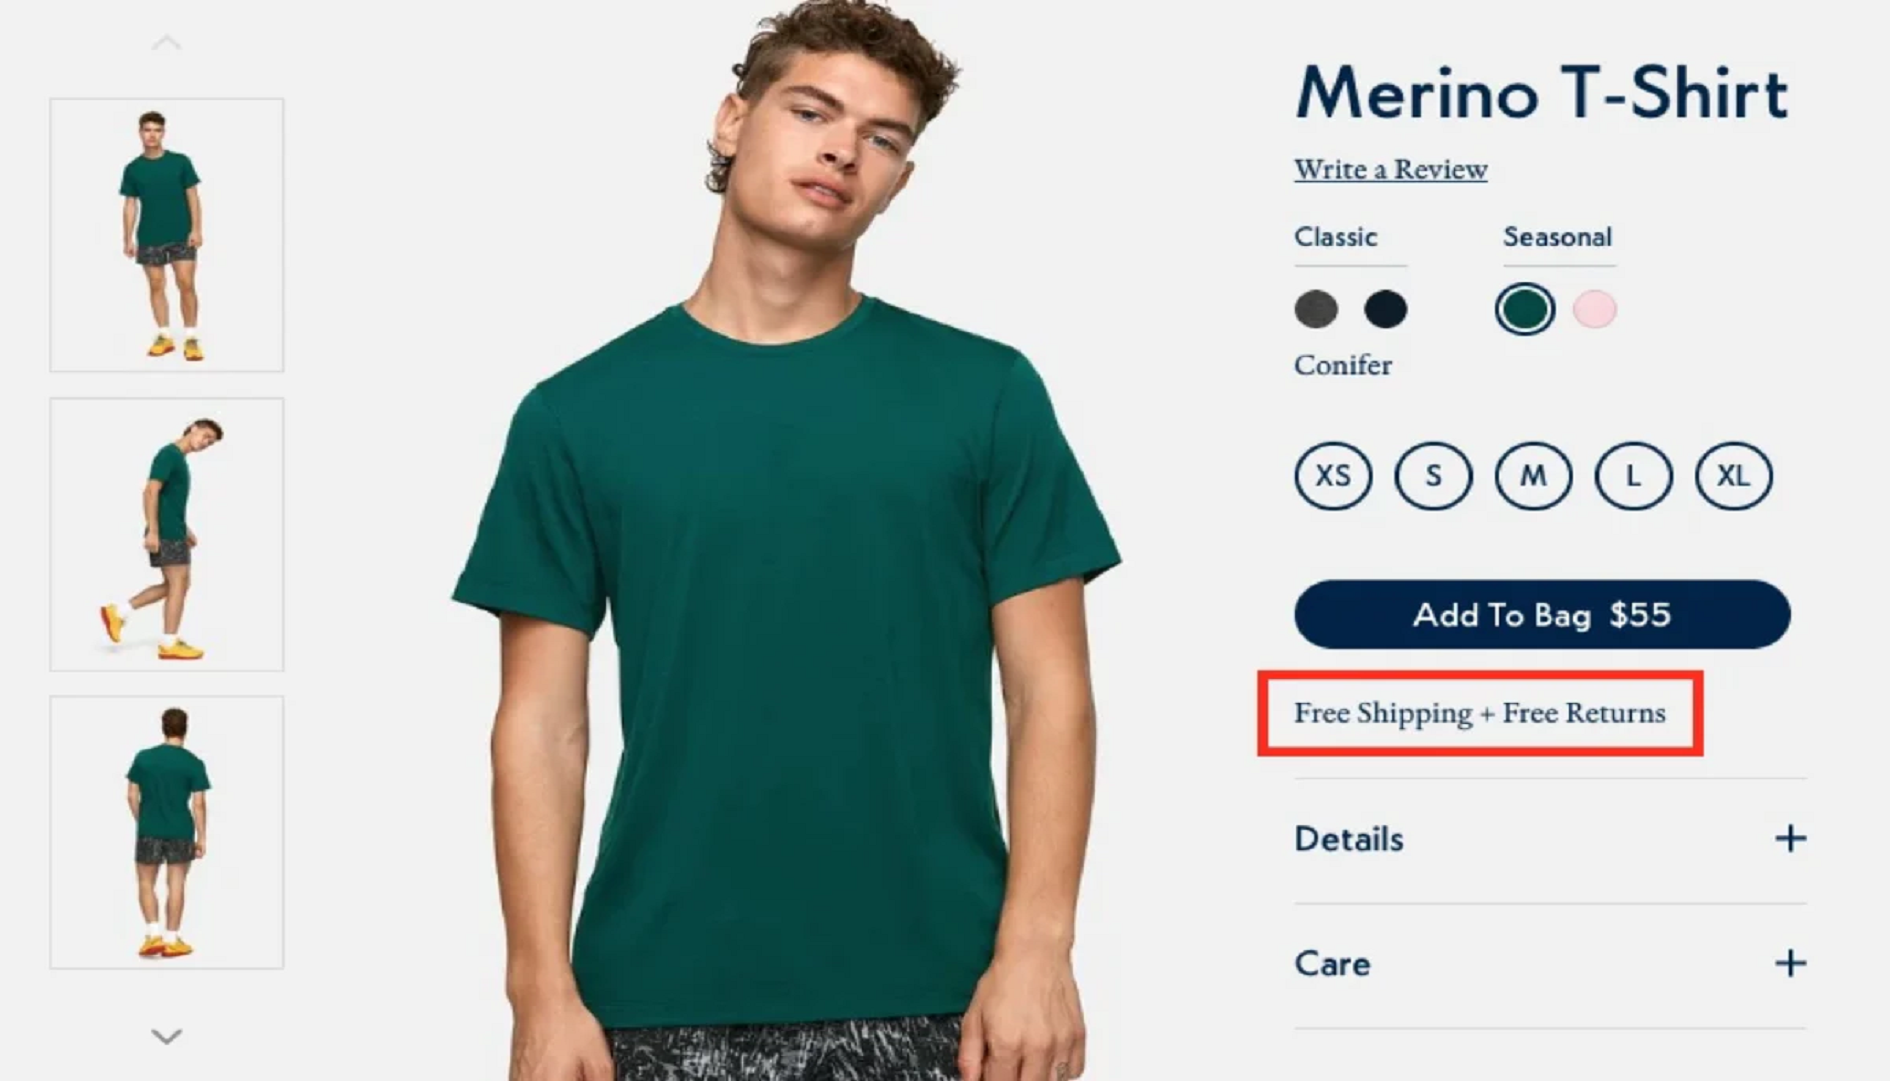 Merino T-Shirt
Write a Review
Classic
Seasonal
Conifer
XS S M L XL
Add To Bag $55
Free Shipping + Free Returns
Details +
Care +